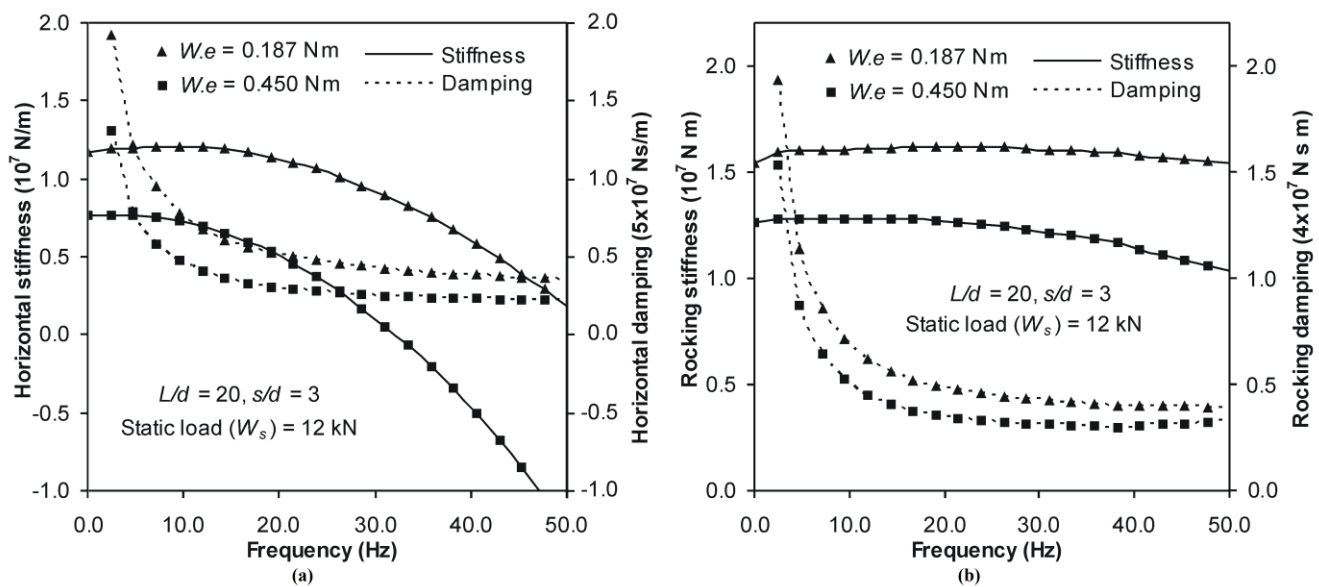 Horizontal stiffness (10⁷ N/m)
2.0
1.5
1.0
0.5
0.0
-0.5
-1.0
W.e = 0.187 Nm
W.e = 0.450 Nm
Stiffness
Damping
L/d = 20, s/d = 3
Static load (Wₛ) = 12 kN
2.0
1.5
1.0
0.5
0.0
-0.5
-1.0
Horizontal damping (5x10⁷ Ns/m)
0.0 10.0 20.0 30.0 40.0 50.0
Frequency (Hz)
(a)
Rocking stiffness (10⁷ N m)
2.0
1.5
1.0
0.5
0.0
W.e = 0.187 Nm
W.e = 0.450 Nm
Stiffness
Damping
L/d = 20, s/d = 3
Static load (Wₛ) = 12 kN
2.0
1.5
1.0
0.5
0.0
Rocking damping (4x10⁷ N s m)
0.0 10.0 20.0 30.0 40.0 50.0
Frequency (Hz)
(b)